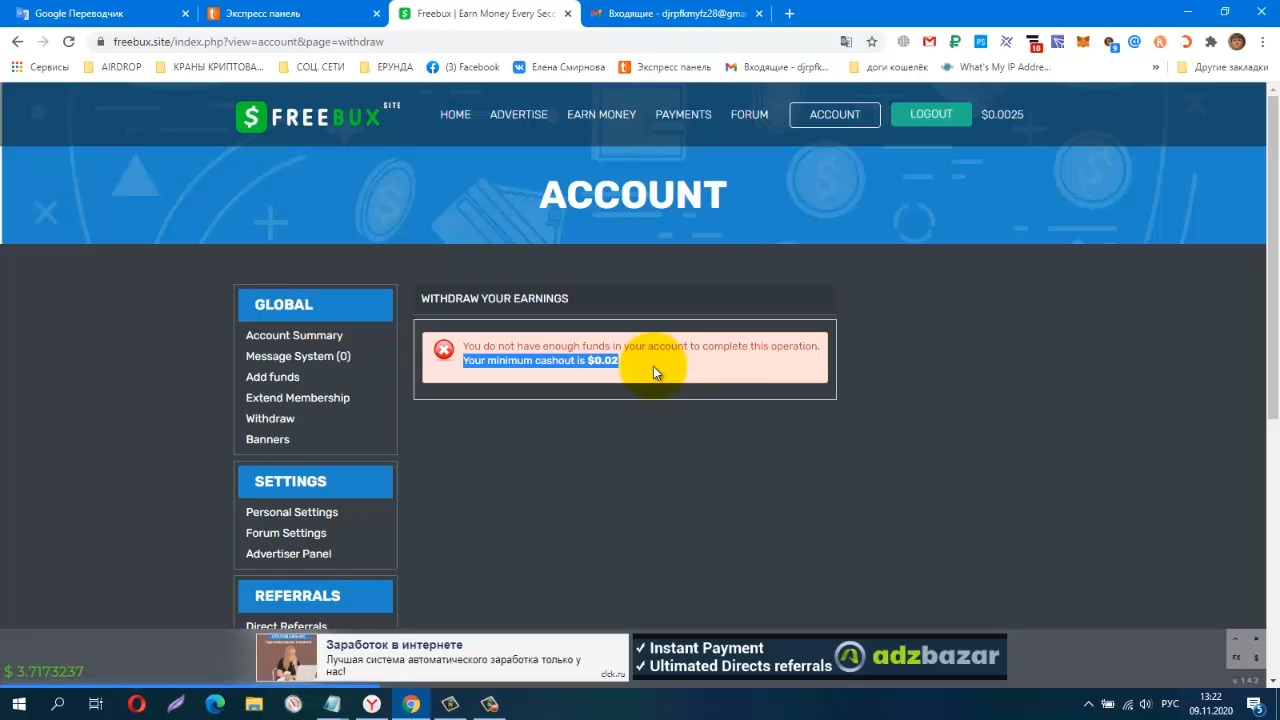 Google Переводчик
Экспресс панель
Freebux | Earn Money Every Seco
Входящие - djrpfkmyfz28@gmai
freebux.site/index.php?view=account&page=withdraw
10
9
Сервисы
AIRDROP
КРАНЫ КРИПТОВА...
СОЦ. СЕТИ
ЕРУНДА
(3) Facebook
Елена Смирнова
Экспресс панель
Входящие - djrpfk...
доги кошелёк
What's My IP Addre...
»
Другие закладки
$ FREEBUX SITE
HOME
ADVERTISE
EARN MONEY
PAYMENTS
FORUM
ACCOUNT
LOGOUT
$0.0025
ACCOUNT
GLOBAL
Account Summary
Message System (0)
Add funds
Extend Membership
Withdraw
Banners
SETTINGS
Personal Settings
Forum Settings
Advertiser Panel
REFERRALS
Direct Referrals
WITHDRAW YOUR EARNINGS
You do not have enough funds in your account to complete this operation.
Your minimum cashout is $0.02
$ 3.7173237
Заработок в интернете
Лучшая система автоматического заработка только у
нас!
clck.ru
✓ Instant Payment
✓ Ultimated Directs referrals
adzbazar
FX
$
v. 1.4.2
РУС
13:22
09.11.2020
5